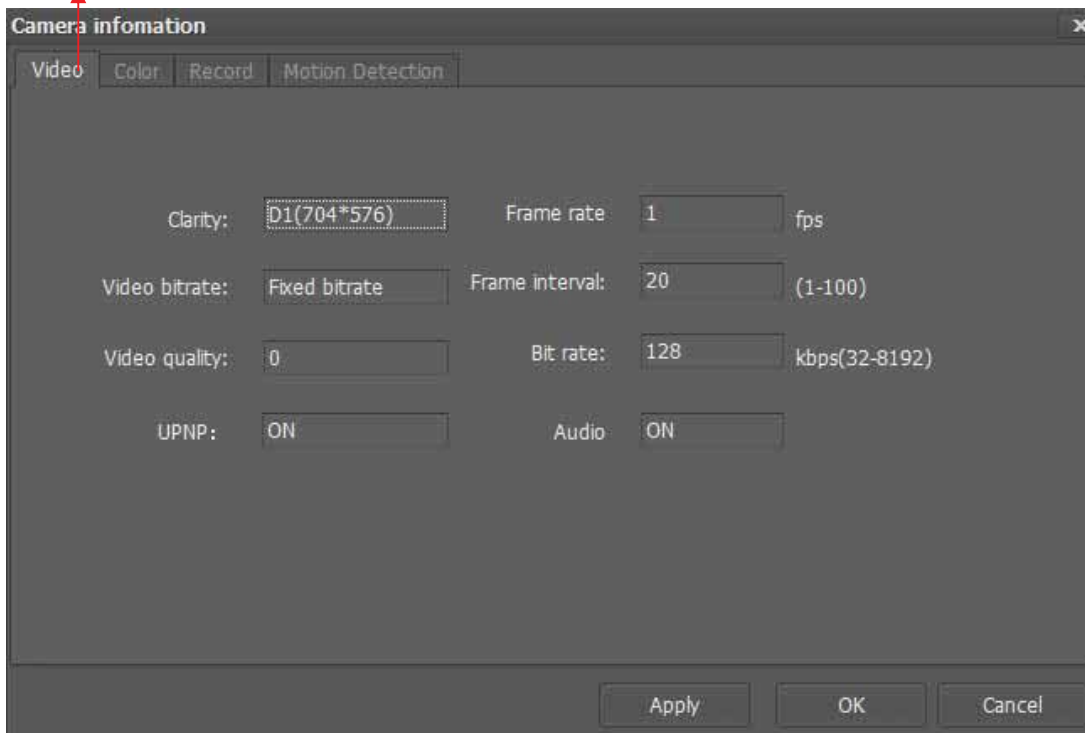 Camera infomation x
Video Color Record Motion Detection
Clarity: D1(704*576) Frame rate 1 fps
Video bitrate: Fixed bitrate Frame interval: 20 (1-100)
Video quality: 0 Bit rate: 128 kbps(32-8192)
UPNP: ON Audio ON
Apply OK Cancel